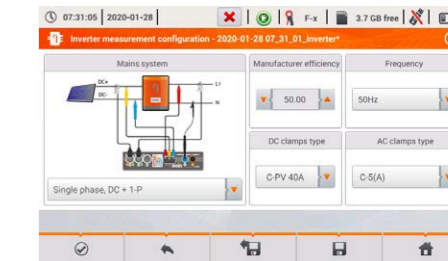 07:31:05 2020-01-28 F-x 3.7 GB free
Inverter measurement configuration - 2020-01-28 07_31_01_Inverter*
Mains system
Manufacturer efficiency
Frequency
DC+
DC-
L1
N
50.00
50Hz
DC clamps type
AC clamps type
C-PV 40A
C-5(A)
Single phase, DC + 1-P